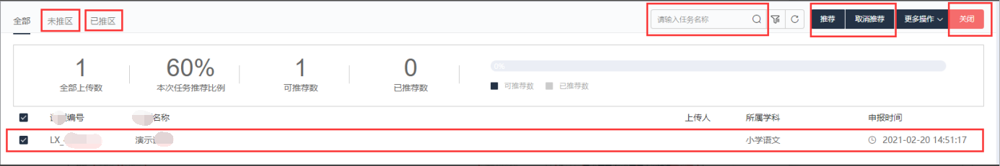 全部 未推区 已推区 请输入任务名称 推荐 取消推荐 更多操作 关闭
1 60% 1 0 0%
全部上传数 本次任务推荐比例 可推荐数 已推荐数 可推荐数 已推荐数
编号 名称 上传人 所属学科 申报时间
LX_ 演示 小学语文 2021-02-20 14:51:17